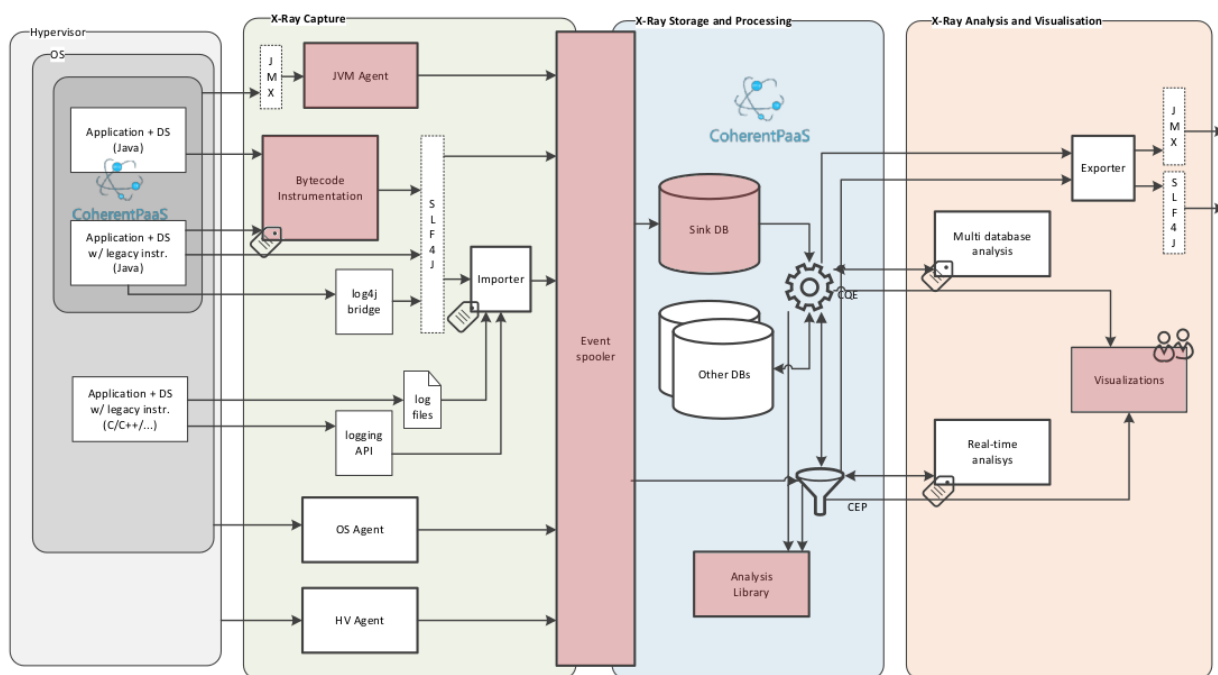 X-Ray Capture
X-Ray Storage and Processing
X-Ray Analysis and Visualisation
Hypervisor
OS
J
M
X
JVM Agent
Application + DS
(Java)
CoherentPaaS
Application + DS
w/ legacy instr.
(Java)
Bytecode
Instrumentation
S
L
F
4
J
log4j
bridge
Importer
Application + DS
w/ legacy instr.
(C/C++/...)
log
files
logging
API
OS Agent
HV Agent
Event
spooler
CoherentPaaS
Sink DB
CQE
Other DBs
CEP
Analysis
Library
Exporter
J
M
X
S
L
F
4
J
Multi database
analysis
Visualizations
Real-time
analisys